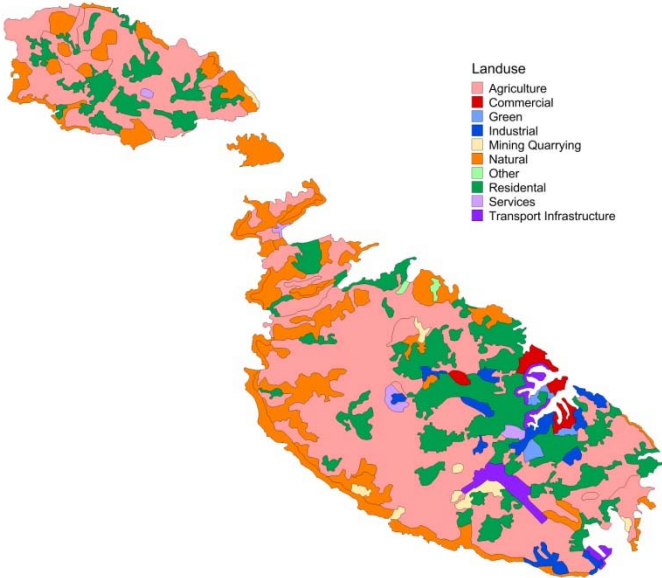 Landuse
Agriculture
Commercial
Green
Industrial
Mining Quarrying
Natural
Other
Residental
Services
Transport Infrastructure